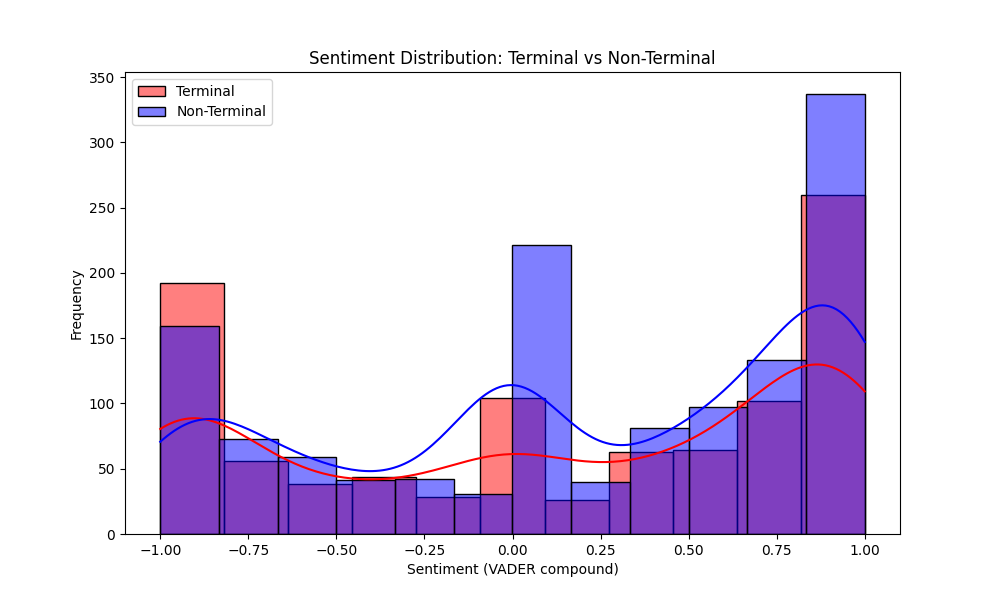 Sentiment Distribution: Terminal vs Non-Terminal
Terminal
Non-Terminal
350
300
250
200
150
100
50
0
Frequency
−1.00 −0.75 −0.50 −0.25 0.00 0.25 0.50 0.75 1.00
Sentiment (VADER compound)